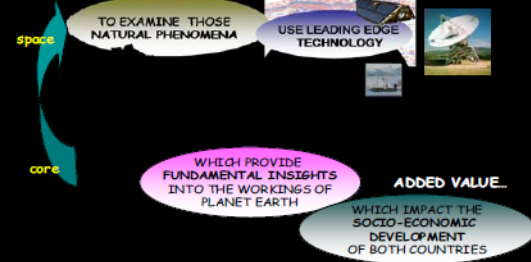 TO EXAMINE THOSE
NATURAL PHENOMENA
USE LEADING EDGE
TECHNOLOGY
space
core
WHICH PROVIDE
FUNDAMENTAL INSIGHTS
INTO THE WORKINGS OF
PLANET EARTH
ADDED VALUE...
WHICH IMPACT THE
SOCIO-ECONOMIC
DEVELOPMENT
OF BOTH COUNTRIES